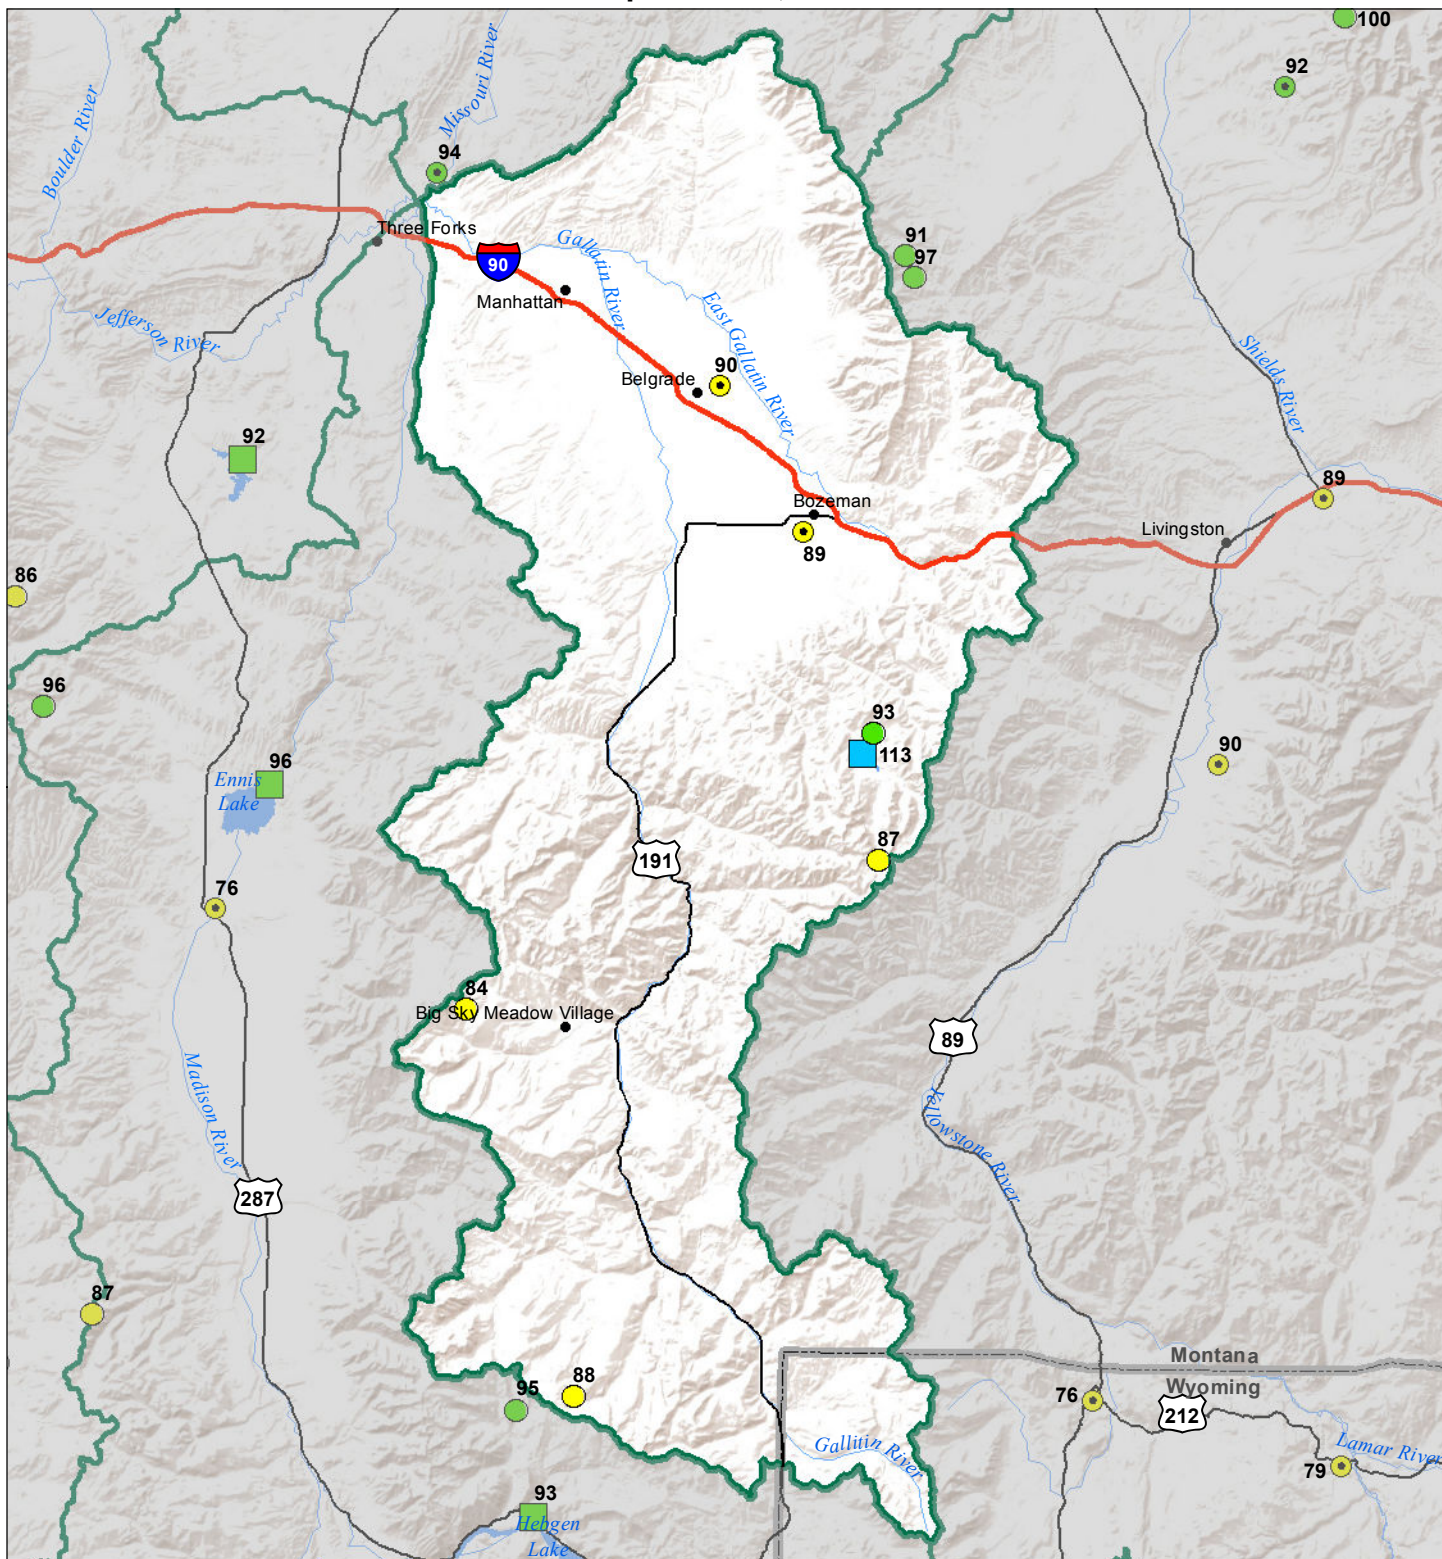 100
92
Missouri River
Boulder River
94
Three Forks
91
97
90
Gallatin River
Manhattan
East Gallatin River
Jefferson River
Shields River
90
Belgrade
92
89
Bozeman
Livingston
89
86
96
93
113
90
96
Ennis
Lake
191
87
76
84
Big Sky Meadow Village
89
Madison River
Yellowstone River
287
87
Montana
Wyoming
88
95
76
212
Gallitin River
Lamar River
79
93
Hebgen
Lake